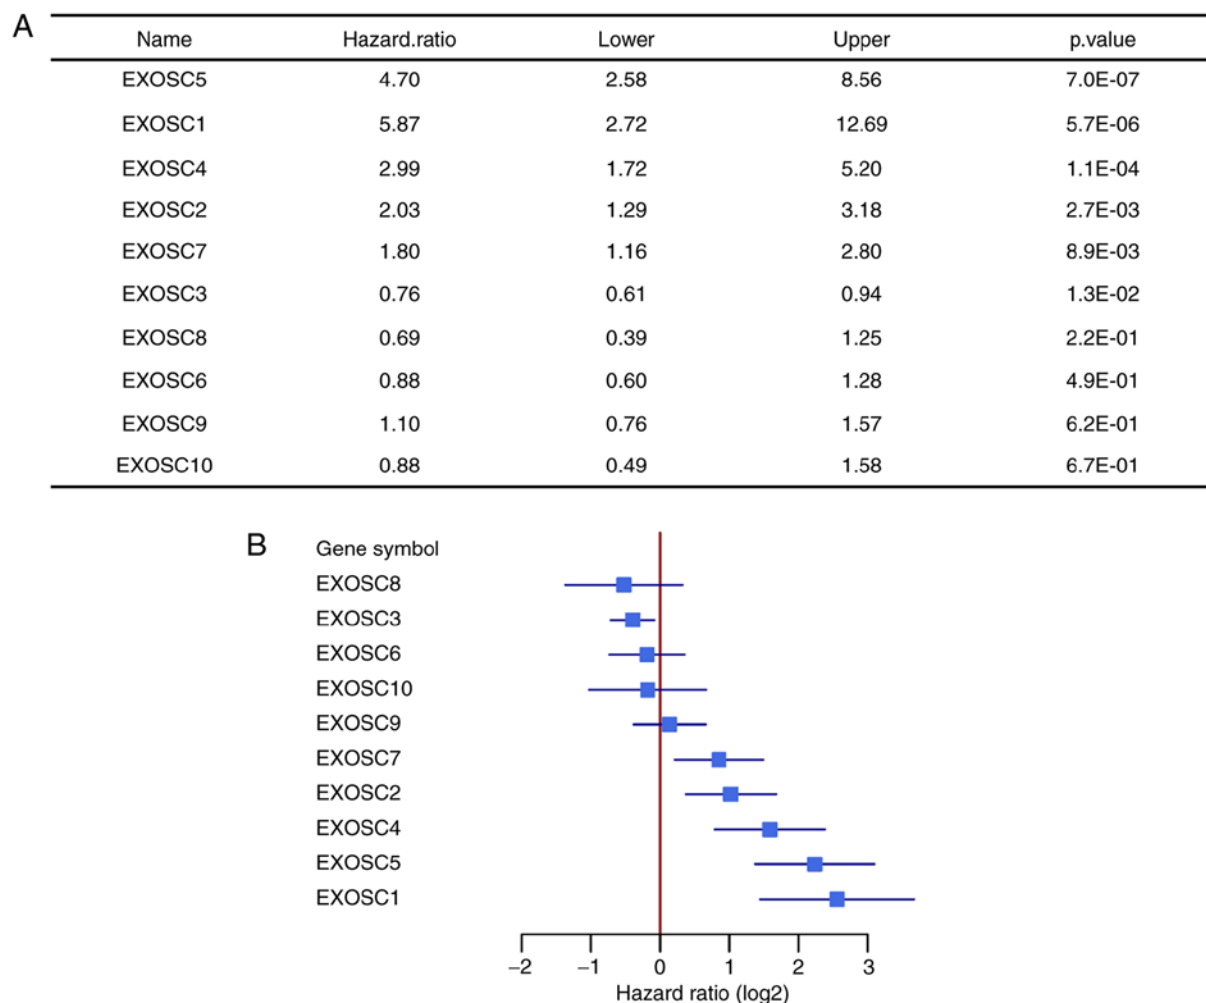 A
Name Hazard.ratio Lower Upper p.value
EXOSC5 4.70 2.58 8.56 7.0E-07
EXOSC1 5.87 2.72 12.69 5.7E-06
EXOSC4 2.99 1.72 5.20 1.1E-04
EXOSC2 2.03 1.29 3.18 2.7E-03
EXOSC7 1.80 1.16 2.80 8.9E-03
EXOSC3 0.76 0.61 0.94 1.3E-02
EXOSC8 0.69 0.39 1.25 2.2E-01
EXOSC6 0.88 0.60 1.28 4.9E-01
EXOSC9 1.10 0.76 1.57 6.2E-01
EXOSC10 0.88 0.49 1.58 6.7E-01
B
Gene symbol
EXOSC8
EXOSC3
EXOSC6
EXOSC10
EXOSC9
EXOSC7
EXOSC2
EXOSC4
EXOSC5
EXOSC1
−2 −1 0 1 2 3
Hazard ratio (log2)